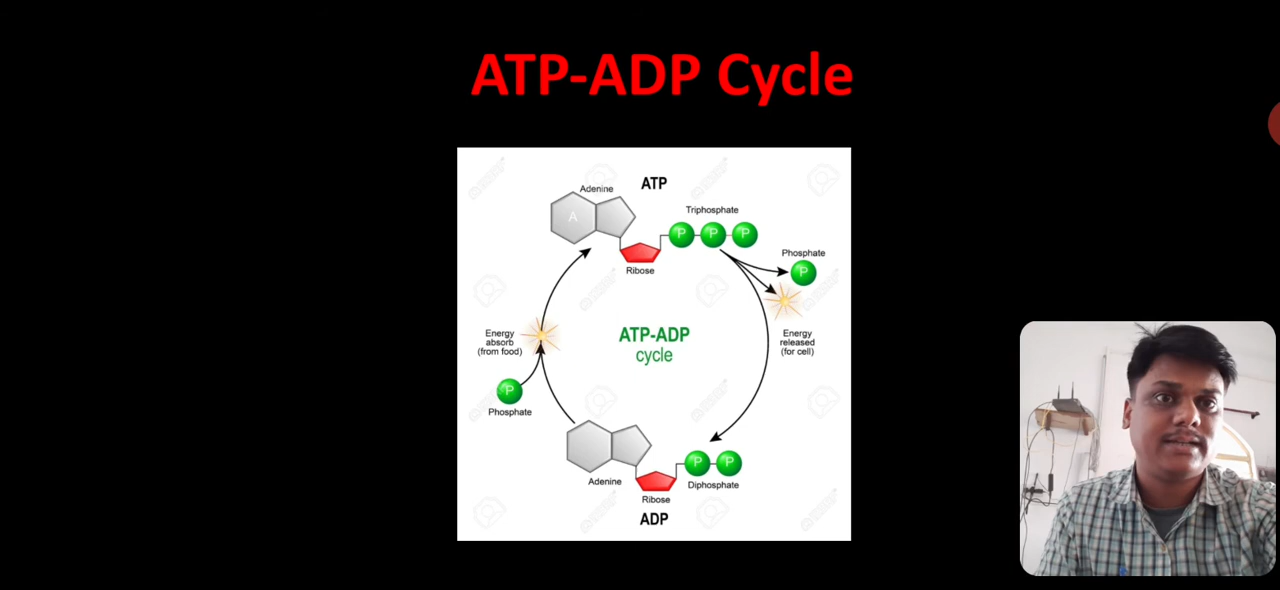 ATP-ADP Cycle
ATP
Adenine
A
Triphosphate
P P P
Ribose
Phosphate
P
Energy
absorb
(from food)
ATP-ADP
cycle
Energy
released
(for cell)
P
Phosphate
P P
Adenine
Diphosphate
Ribose
ADP